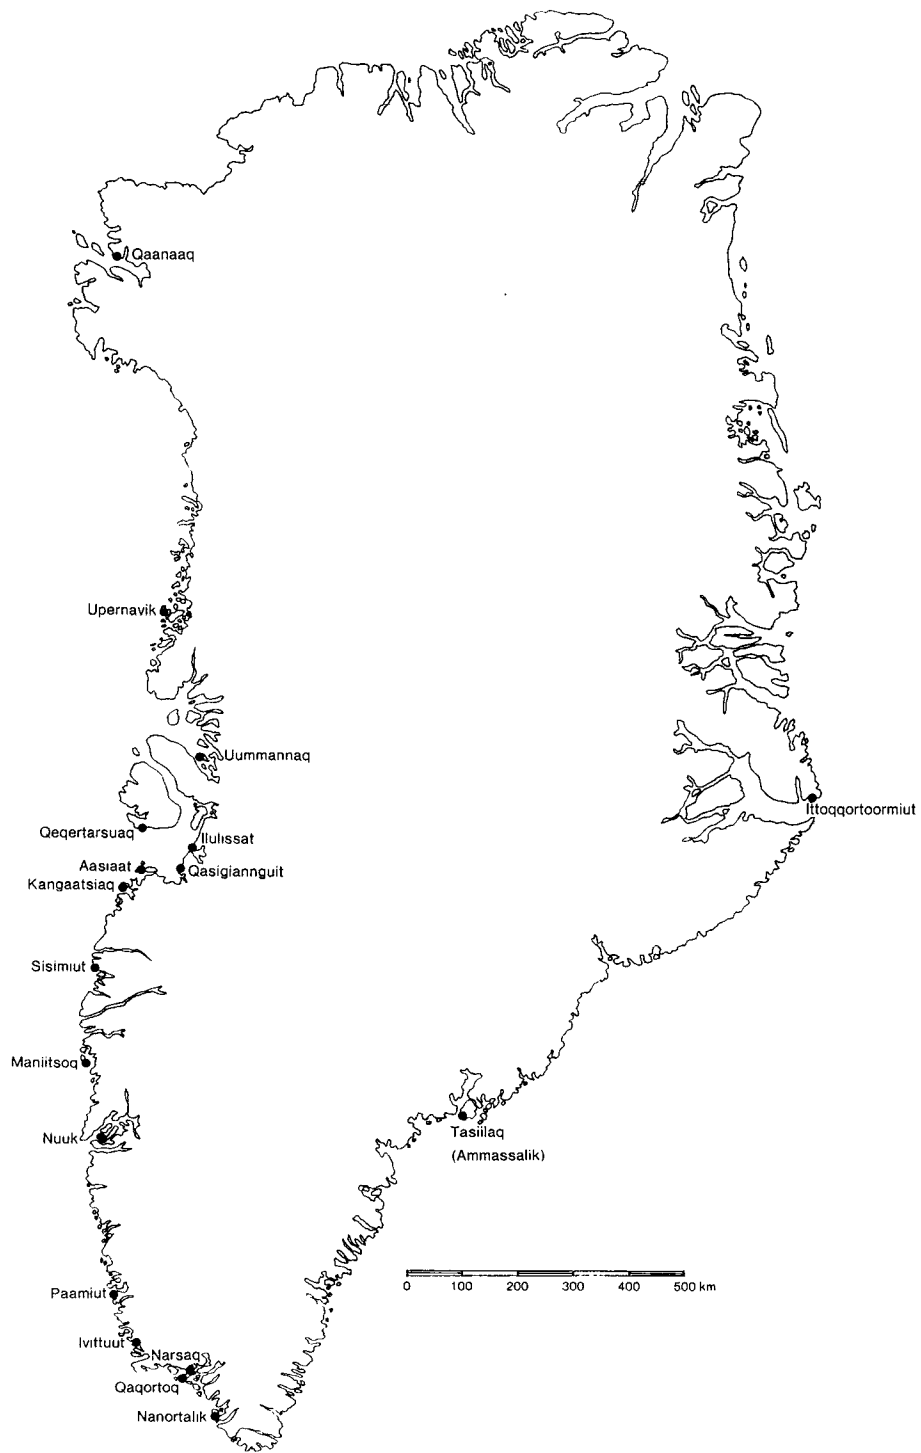 Qaanaaq
Upernavik
Uummannaq
Ittoqqortoormiut
Qeqertarsuaq
Ilulissat
Aasiaat
Qasigiannguit
Kangaatsiaq
Sisimiut
Maniitsoq
Nuuk
Tasiilaq
(Ammassalik)
0 100 200 300 400 500 km
Paamiut
Ivittuut
Narsaq
Qaqortoq
Nanortalik